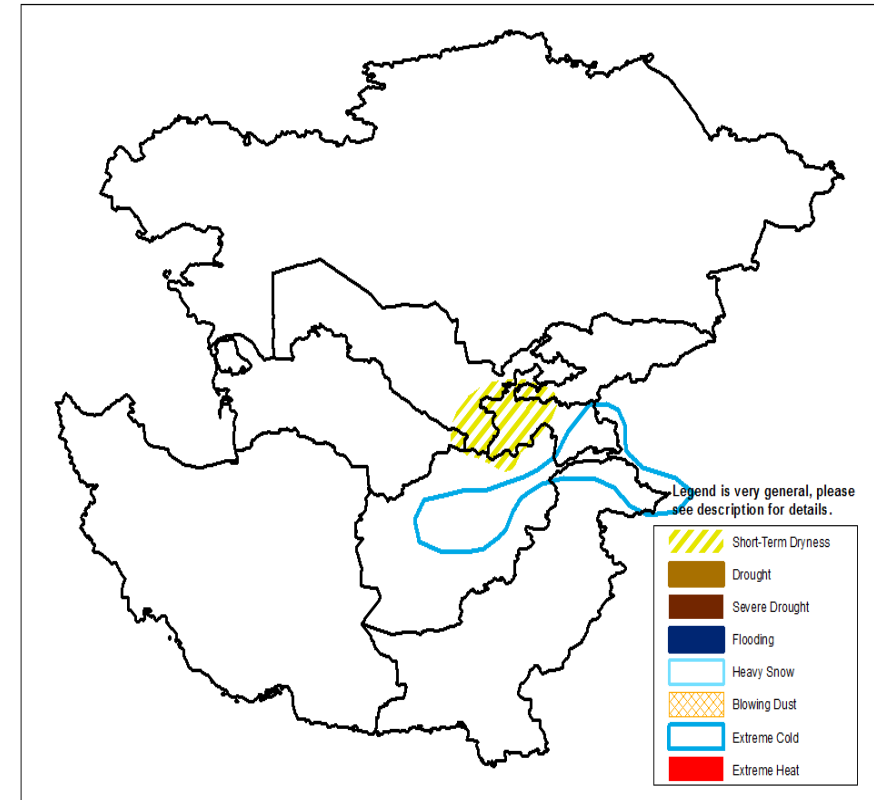 Legend is very general, please
see description for details.
Short-Term Dryness
Drought
Severe Drought
Flooding
Heavy Snow
Blowing Dust
Extreme Cold
Extreme Heat